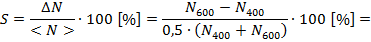 S = ΔN / < N > · 100 [%] = (N₆₀₀ − N₄₀₀) / (0,5 · (N₄₀₀ + N₆₀₀)) · 100 [%] =